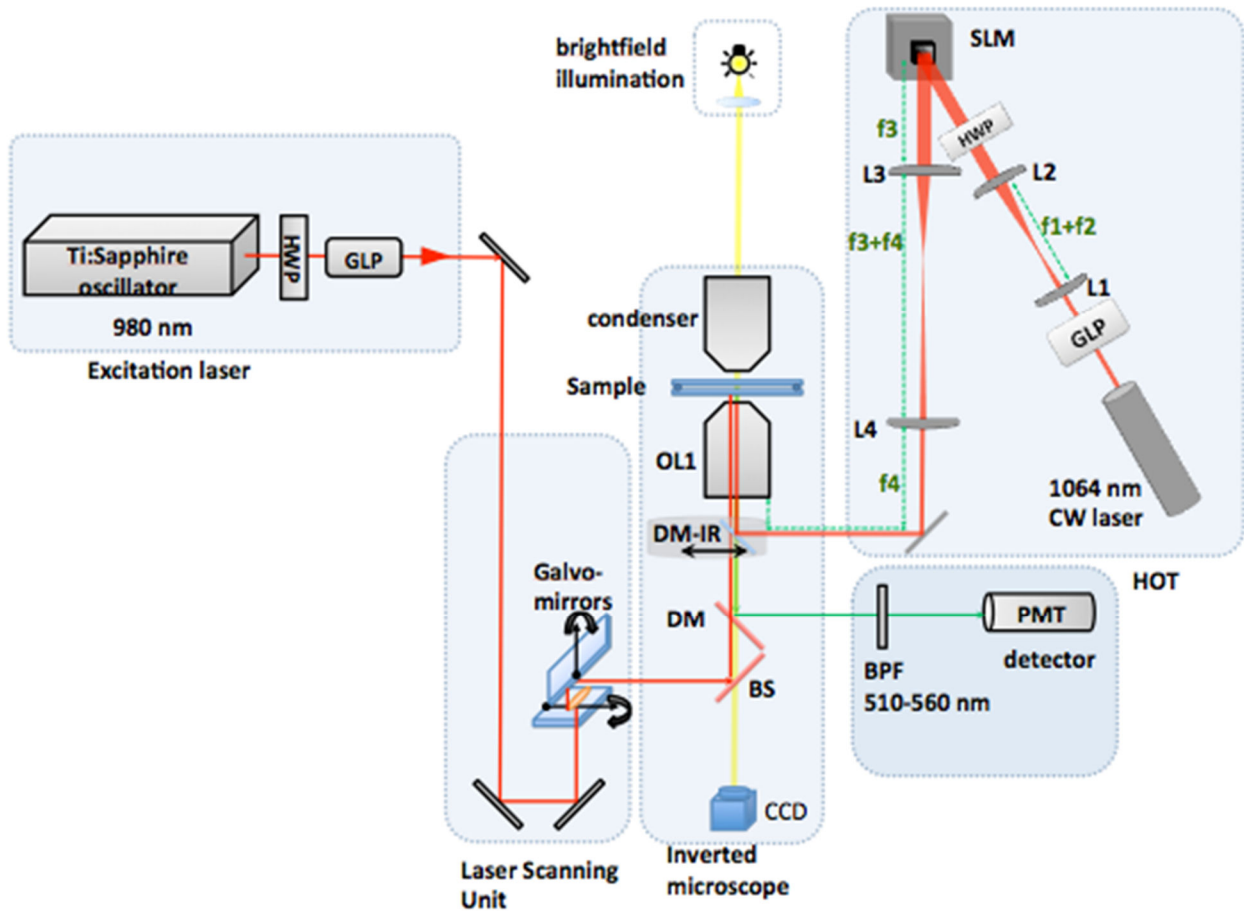 brightfield
illumination
SLM
HWP
f3
L3
L2
f1+f2
f3+f4
L1
GLP
L4
f4
1064 nm
CW laser
HOT
Ti:Sapphire
oscillator
HWP
GLP
980 nm
Excitation laser
condenser
Sample
OL1
DM-IR
Galvo-
mirrors
DM
BS
BPF
510-560 nm
PMT
detector
CCD
Laser Scanning
Unit
Inverted
microscope